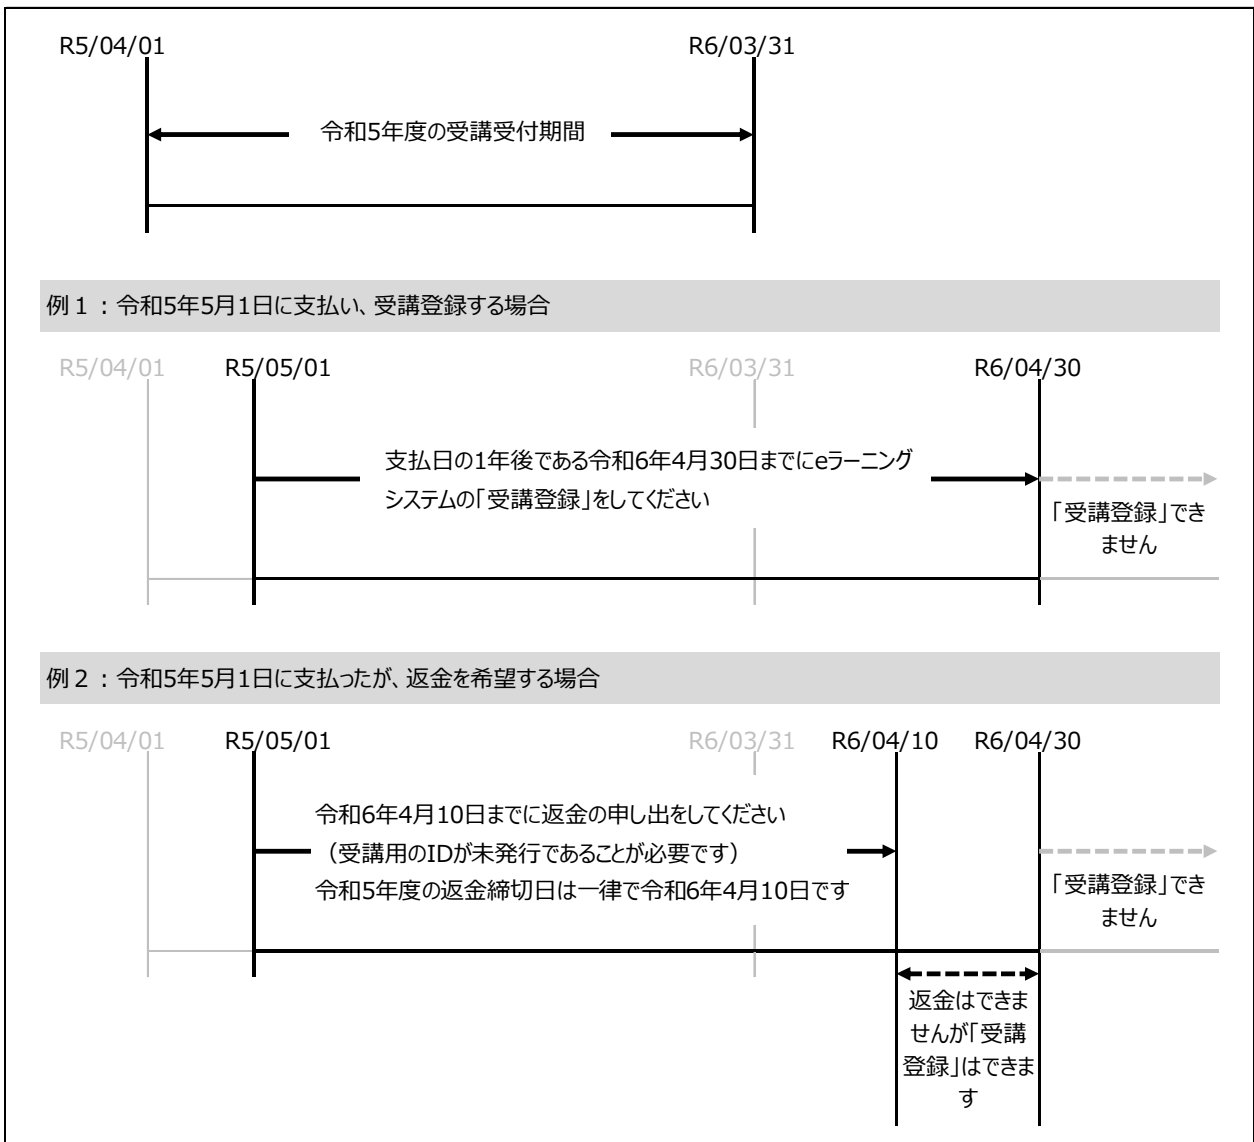 R5/04/01 R6/03/31
令和5年度の受講受付期間
例１：令和5年5月1日に支払い、受講登録する場合
R5/04/01 R5/05/01 R6/03/31 R6/04/30
支払日の1年後である令和6年4月30日までにeラーニング
システムの「受講登録」をしてください
「受講登録」でき
ません
例２：令和5年5月1日に支払ったが、返金を希望する場合
R5/04/01 R5/05/01 R6/03/31 R6/04/10 R6/04/30
令和6年4月10日までに返金の申し出をしてください
（受講用のIDが未発行であることが必要です）
令和5年度の返金締切日は一律で令和6年4月10日です
「受講登録」でき
ません
返金はできま
せんが「受講
登録」はできま
す